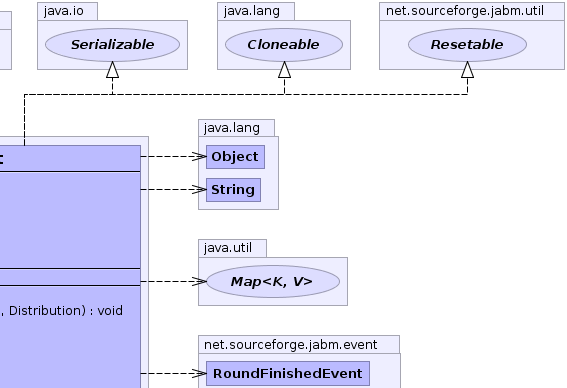 java.io
java.lang
net.sourceforge.jabm.util
Serializable
Cloneable
Resetable
java.lang
Object
String
java.util
Map<K, V>
, Distribution) : void
net.sourceforge.jabm.event
RoundFinishedEvent